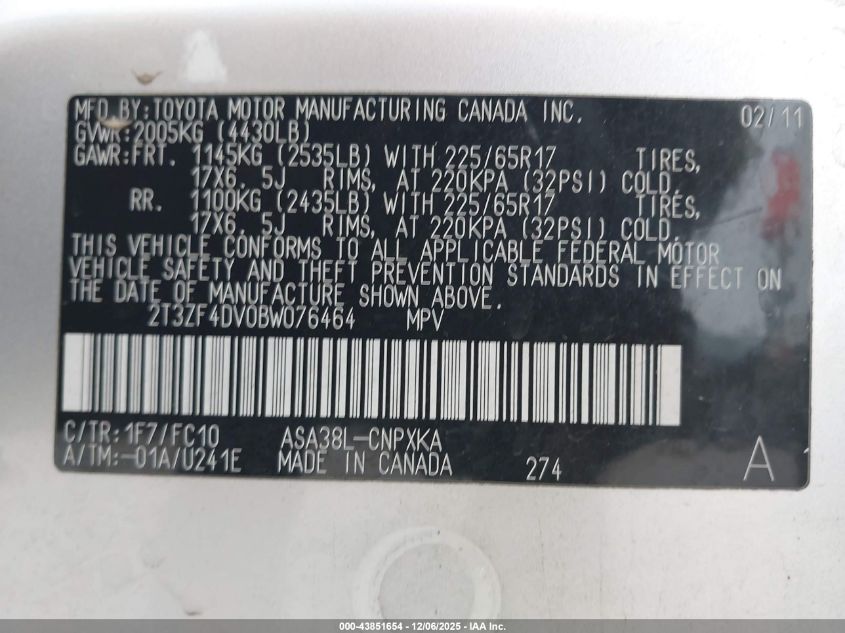 MFD.BY:TOYOTA MOTOR MANUFACTURING CANADA INC. 02/11
GVWR:2005KG (4430LB)
GAWR:FRT. 1145KG (2535LB) WITH 225/65R17 TIRES,
17X6. 5J RIMS, AT 220KPA (32PSI) COLD.
RR. 1100KG (2435LB) WITH 225/65R17 TIRES,
17X6. 5J RIMS, AT 220KPA (32PSI) COLD.
THIS VEHICLE CONFORMS TO ALL APPLICABLE FEDERAL MOTOR
VEHICLE SAFETY AND THEFT PREVENTION STANDARDS IN EFFECT ON
THE DATE OF MANUFACTURE SHOWN ABOVE.
2T3ZF4DV0BW076464 MPV
C/TR:1F7/FC10 ASA38L-CNPXKA
A/TM:-01A/U241E MADE IN CANADA 274 A
000-43851654 - 12/06/2025 - IAA Inc.